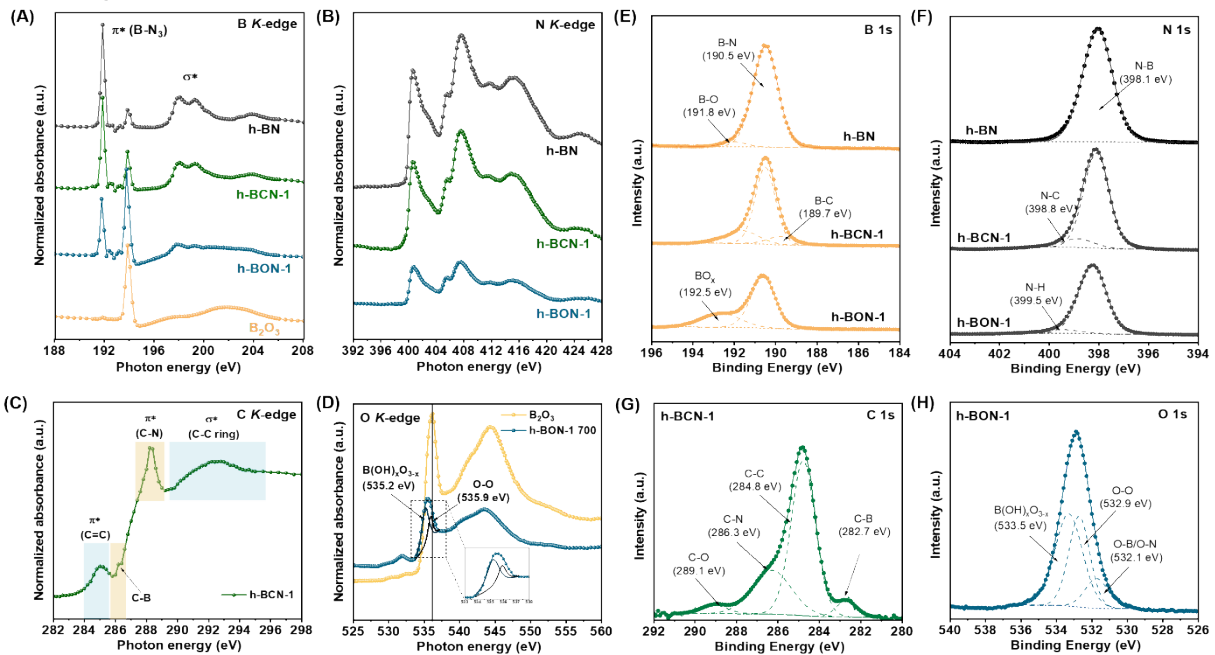 (A)
B K-edge
π* (B-N₃)
σ*
h-BN
h-BCN-1
h-BON-1
B₂O₃
Normalized absorbance (a.u.)
188 192 196 200 204 208
Photon energy (eV)
(B)
N K-edge
h-BN
h-BCN-1
h-BON-1
Normalized absorbance (a.u.)
392 396 400 404 408 412 416 420 424 428
Photon energy (eV)
(E)
B 1s
B-N
(190.5 eV)
B-O
(191.8 eV)
h-BN
B-C
(189.7 eV)
h-BCN-1
BOₓ
(192.5 eV)
h-BON-1
Intensity (a.u.)
196 194 192 190 188 186 184
Binding Energy (eV)
(F)
N 1s
N-B
(398.1 eV)
h-BN
N-C
(398.8 eV)
h-BCN-1
N-H
(399.5 eV)
h-BON-1
Intensity (a.u.)
404 402 400 398 396 394
Binding Energy (eV)
(C)
C K-edge
π*
(C-N)
σ*
(C-C ring)
π*
(C=C)
C-B
h-BCN-1
Normalized absorbance (a.u.)
282 284 286 288 290 292 294 296 298
Photon energy (eV)
(D)
O K-edge
B₂O₃
h-BON-1 700
B(OH)ₓO₃₋ₓ
(535.2 eV)
O-O
(535.9 eV)
Normalized absorbance (a.u.)
525 530 535 540 545 550 555 560
Photon energy (eV)
(G)
h-BCN-1
C 1s
C-C
(284.8 eV)
C-N
(286.3 eV)
C-B
(282.7 eV)
C-O
(289.1 eV)
Intensity (a.u.)
292 290 288 286 284 282 280
Binding Energy (eV)
(H)
h-BON-1
O 1s
O-O
(532.9 eV)
B(OH)ₓO₃₋ₓ
(533.5 eV)
O-B/O-N
(532.1 eV)
Intensity (a.u.)
540 538 536 534 532 530 528 526
Binding Energy (eV)